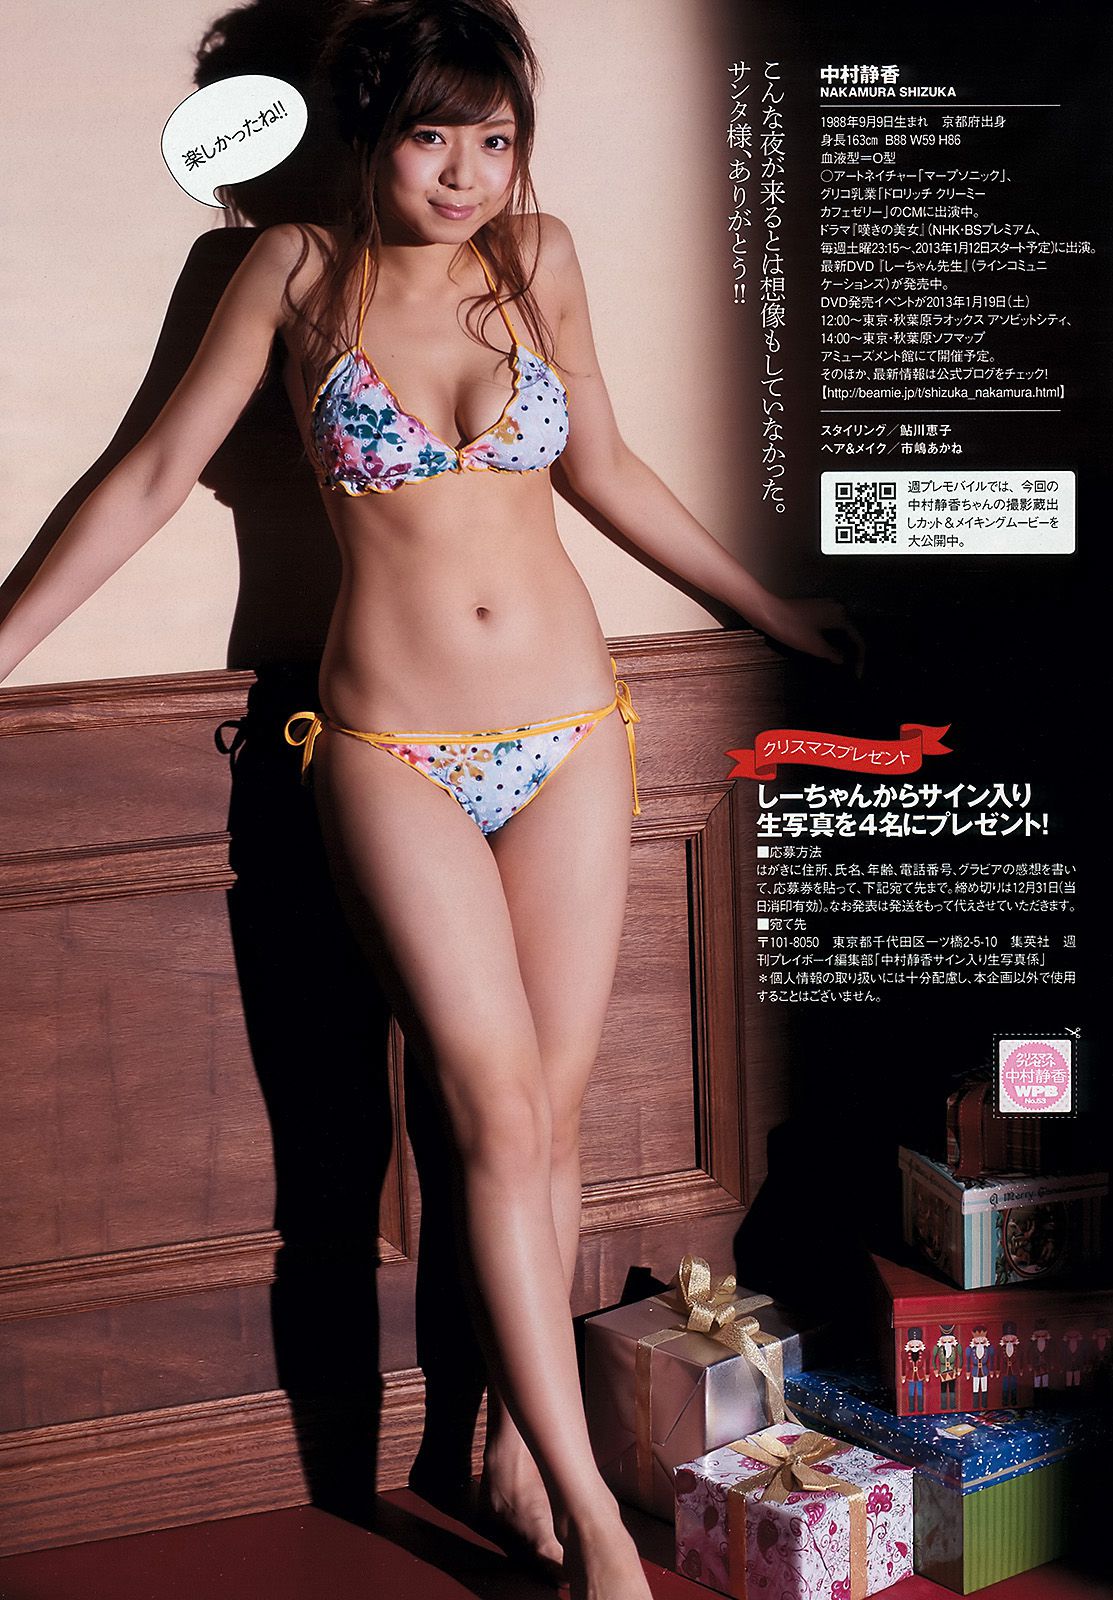 楽しかったね!!
こんな夜が来るとは想像もしていなかった。
サンタ様、ありがとう!!
中村静香
NAKAMURA SHIZUKA
1988年9月9日生まれ　京都府出身
身長163㎝　B88 W59 H86
血液型＝O型
○アートネイチャー「マープソニック」、
グリコ乳業「ドロリッチ クリーミー
カフェゼリー」のCMに出演中。
ドラマ『嘆きの美女』(NHK・BSプレミアム、
毎週土曜23:15〜、2013年1月12日スタート予定)に出演。
最新DVD『しーちゃん先生』(ラインコミュニ
ケーションズ)が発売中。
DVD発売イベントが2013年1月19日(土)
12:00〜東京・秋葉原ラオックス アソビットシティ、
14:00〜東京・秋葉原ソフマップ
アミューズメント館にて開催予定。
そのほか、最新情報は公式ブログをチェック!
【http://beamie.jp/t/shizuka_nakamura.html】
スタイリング／鮎川恵子
ヘア&メイク／市嶋あかね
週プレモバイルでは、今回の
中村静香ちゃんの撮影蔵出
しカット&メイキングムービーを
大公開中。
クリスマスプレゼント
しーちゃんからサイン入り
生写真を4名にプレゼント!
■応募方法
はがきに住所、氏名、年齢、電話番号、グラビアの感想を書い
て、応募券を貼って、下記宛て先まで。締め切りは12月31日(当
日消印有効)。なお発表は発送をもって代えさせていただきます。
■宛て先
〒101-8050　東京都千代田区一ツ橋2-5-10　集英社　週
刊プレイボーイ編集部「中村静香サイン入り生写真係」
＊個人情報の取り扱いには十分配慮し、本企画以外で使用
することはございません。
クリスマス
プレゼント
中村静香
WPB
No.53
A Merry